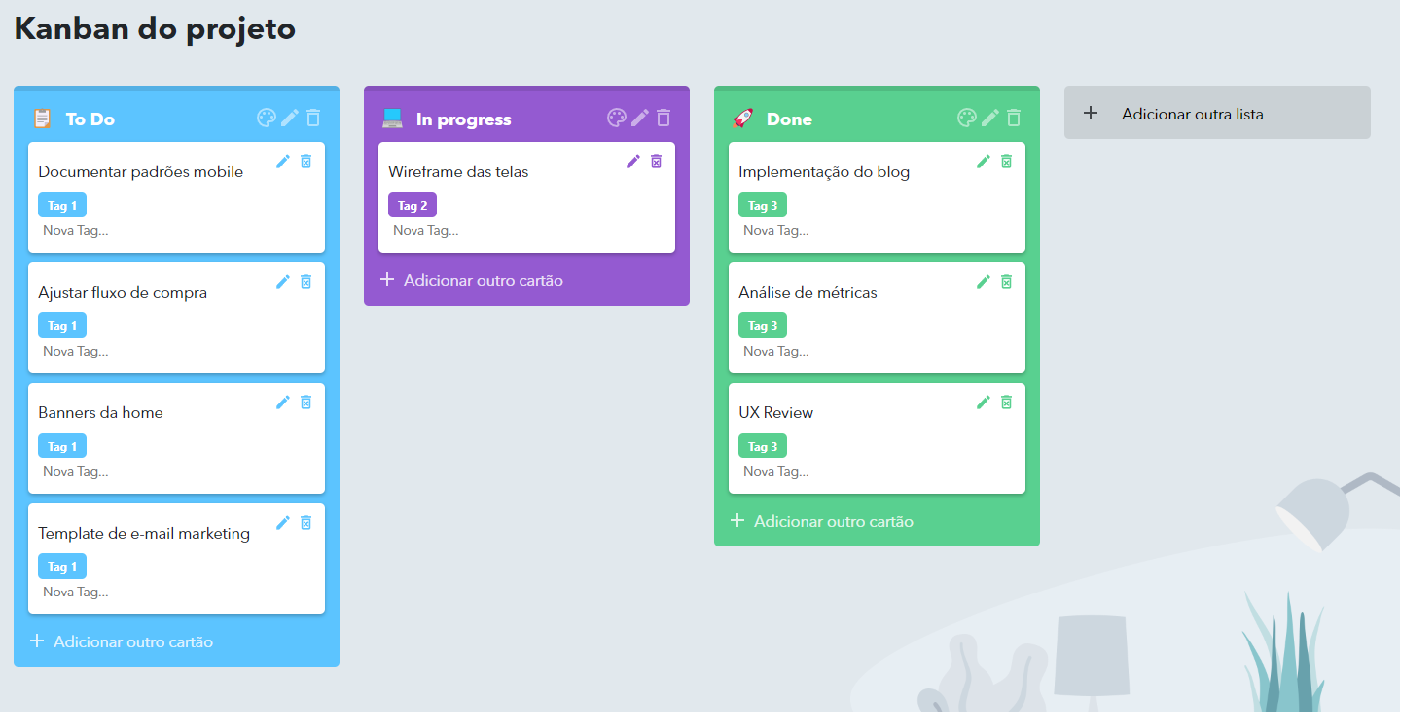 Kanban do projeto
To Do
Documentar padrões mobile
Tag 1
Nova Tag...
Ajustar fluxo de compra
Tag 1
Nova Tag...
Banners da home
Tag 1
Nova Tag...
Template de e-mail marketing
Tag 1
Nova Tag...
+ Adicionar outro cartão
In progress
Wireframe das telas
Tag 2
Nova Tag...
+ Adicionar outro cartão
Done
Implementação do blog
Tag 3
Nova Tag...
Análise de métricas
Tag 3
Nova Tag...
UX Review
Tag 3
Nova Tag...
+ Adicionar outro cartão
+ Adicionar outra lista